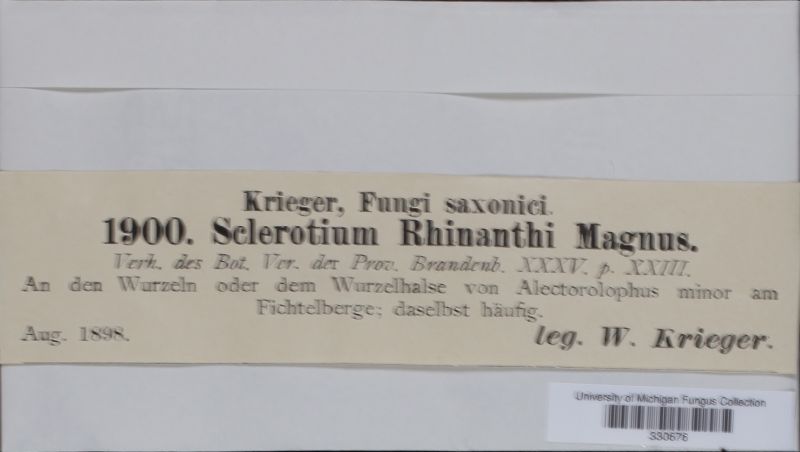 Krieger, Fungi saxonici.
1900. Sclerotium Rhinanthi Magnus.
Verh. des Bot. Ver. der Prov. Brandenb. XXXV. p. XXIII.
An den Wurzeln oder dem Wurzelhalse von Alectorolophus minor am
Fichtelberge; daselbst häufig.
Aug. 1898.
leg. W. Krieger.
University of Michigan Fungus Collection
330676